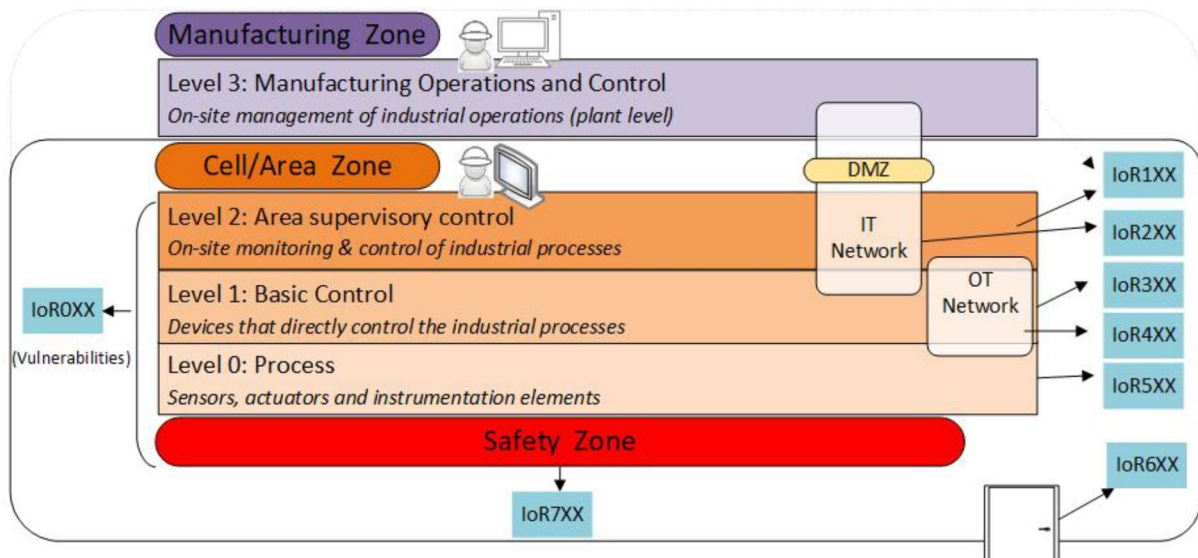 Manufacturing Zone
Level 3: Manufacturing Operations and Control
On-site management of industrial operations (plant level)
Cell/Area Zone
DMZ
IoR1XX
Level 2: Area supervisory control
On-site monitoring & control of industrial processes
IT
Network
IoR2XX
Level 1: Basic Control
Devices that directly control the industrial processes
OT
Network
IoR3XX
IoR0XX
(Vulnerabilities)
IoR4XX
Level 0: Process
Sensors, actuators and instrumentation elements
IoR5XX
Safety Zone
IoR6XX
IoR7XX